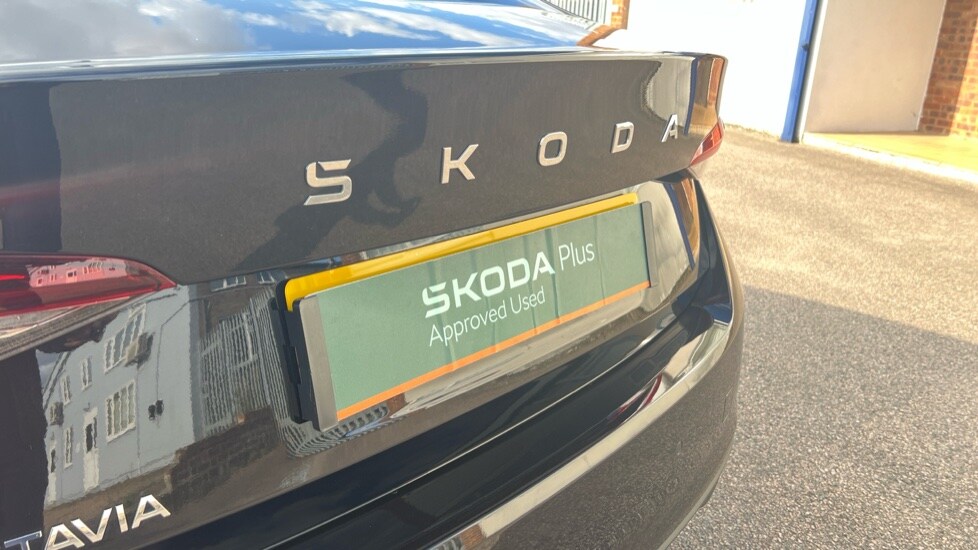 SKODA
SKODA Plus
Approved Used
TAVIA